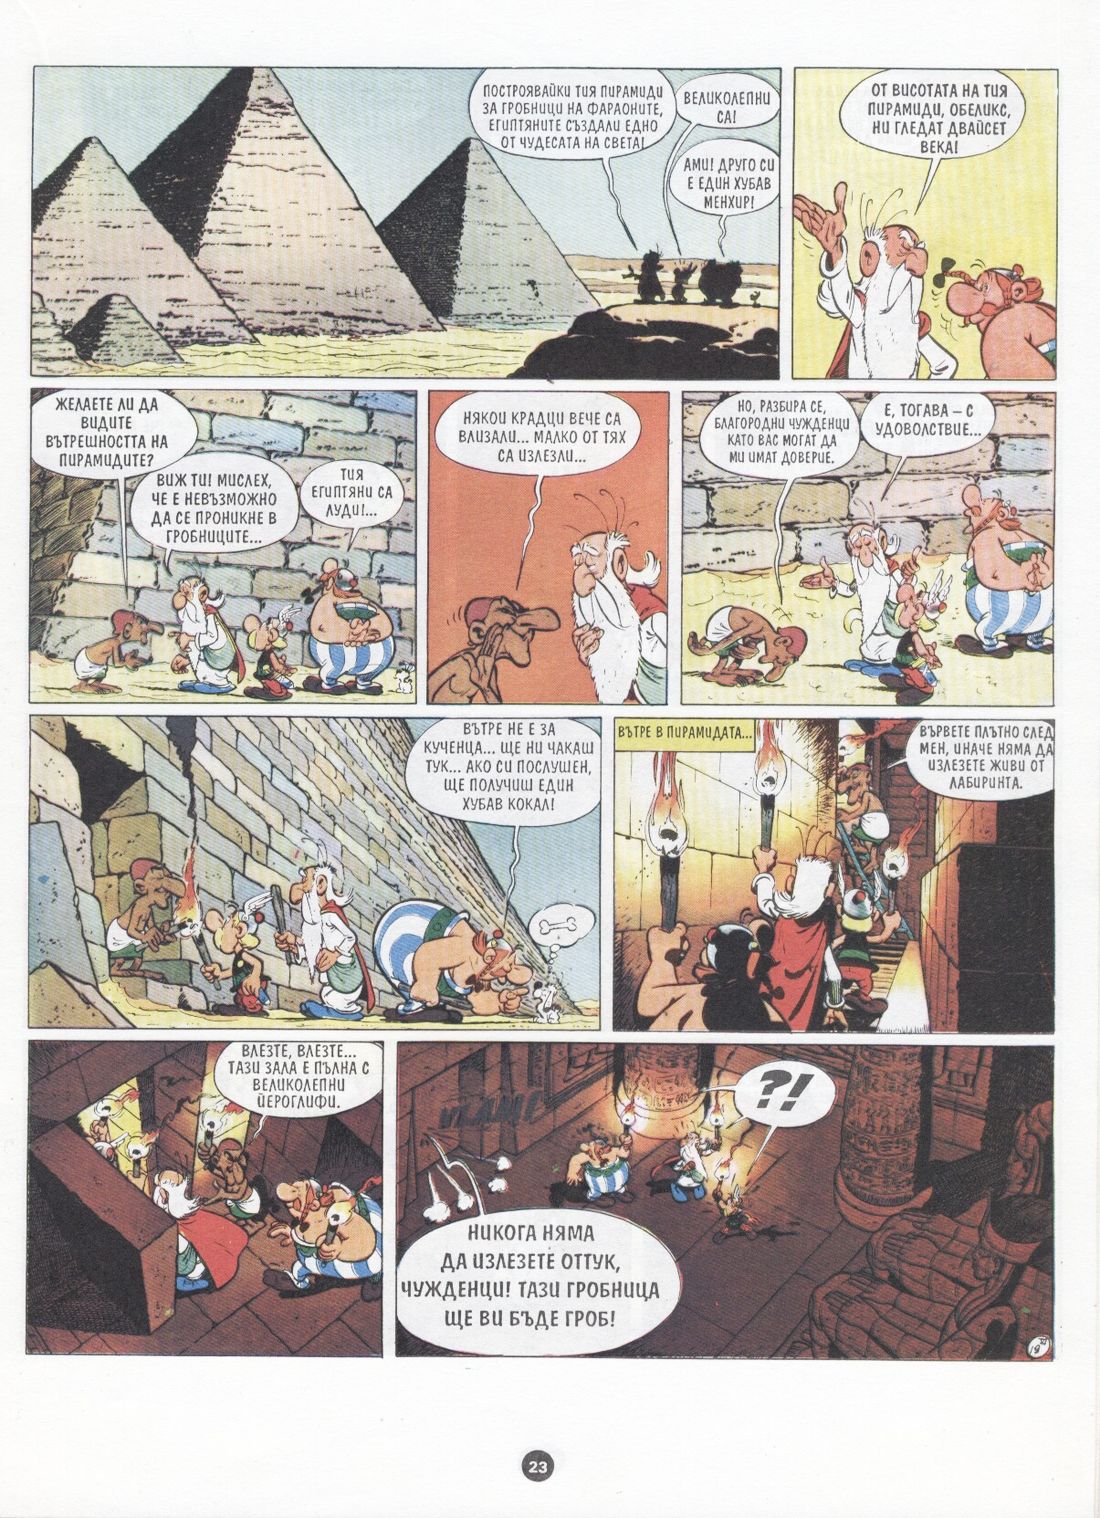 ПОСТРОЯВАЙКИ ТИЯ ПИРАМИДИ
ЗА ГРОБНИЦИ НА ФАРАОНИТЕ,
ЕГИПТЯНИТЕ СЪЗДАЛИ ЕДНО
ОТ ЧУДЕСАТА НА СВЕТА!
ВЕЛИКОЛЕПНИ
СА!
АМИ! ДРУГО СИ
Е ЕДИН ХУБАВ
МЕНХИР!
ОТ ВИСОТАТА НА ТИЯ
ПИРАМИДИ, ОБЕЛИКС,
НИ ГЛЕДАТ ДВАЙСЕТ
ВЕКА!
ЖЕЛАЕТЕ ЛИ ДА
ВИДИТЕ
ВЪТРЕШНОСТТА НА
ПИРАМИДИТЕ?
ВИЖ ТИ! МИСЛЕХ,
ЧЕ Е НЕВЪЗМОЖНО
ДА СЕ ПРОНИКНЕ В
ГРОБНИЦИТЕ...
ТИЯ
ЕГИПТЯНИ СА
ЛУДИ!...
НЯКОИ КРАДЦИ ВЕЧЕ СА
ВЛИЗАЛИ... МАЛКО ОТ ТЯХ
СА ИЗЛЕЗЛИ...
НО, РАЗБИРА СЕ,
БЛАГОРОДНИ ЧУЖДЕНЦИ
КАТО ВАС МОГАТ ДА
МИ ИМАТ ДОВЕРИЕ.
Е, ТОГАВА – С
УДОВОЛСТВИЕ...
ВЪТРЕ НЕ Е ЗА
КУЧЕНЦА... ЩЕ НИ ЧАКАШ
ТУК... АКО СИ ПОСЛУШЕН,
ЩЕ ПОЛУЧИШ ЕДИН
ХУБАВ КОКАЛ!
ВЪТРЕ В ПИРАМИДАТА...
ВЪРВЕТЕ ПЛЪТНО СЛЕД
МЕН, ИНАЧЕ НЯМА ДА
ИЗЛЕЗЕТЕ ЖИВИ ОТ
ЛАБИРИНТА.
ВЛЕЗТЕ, ВЛЕЗТЕ...
ТАЗИ ЗАЛА Е ПЪЛНА С
ВЕЛИКОЛЕПНИ
ЙЕРОГЛИФИ.
?!
НИКОГА НЯМА
ДА ИЗЛЕЗЕТЕ ОТТУК,
ЧУЖДЕНЦИ! ТАЗИ ГРОБНИЦА
ЩЕ ВИ БЪДЕ ГРОБ!
23